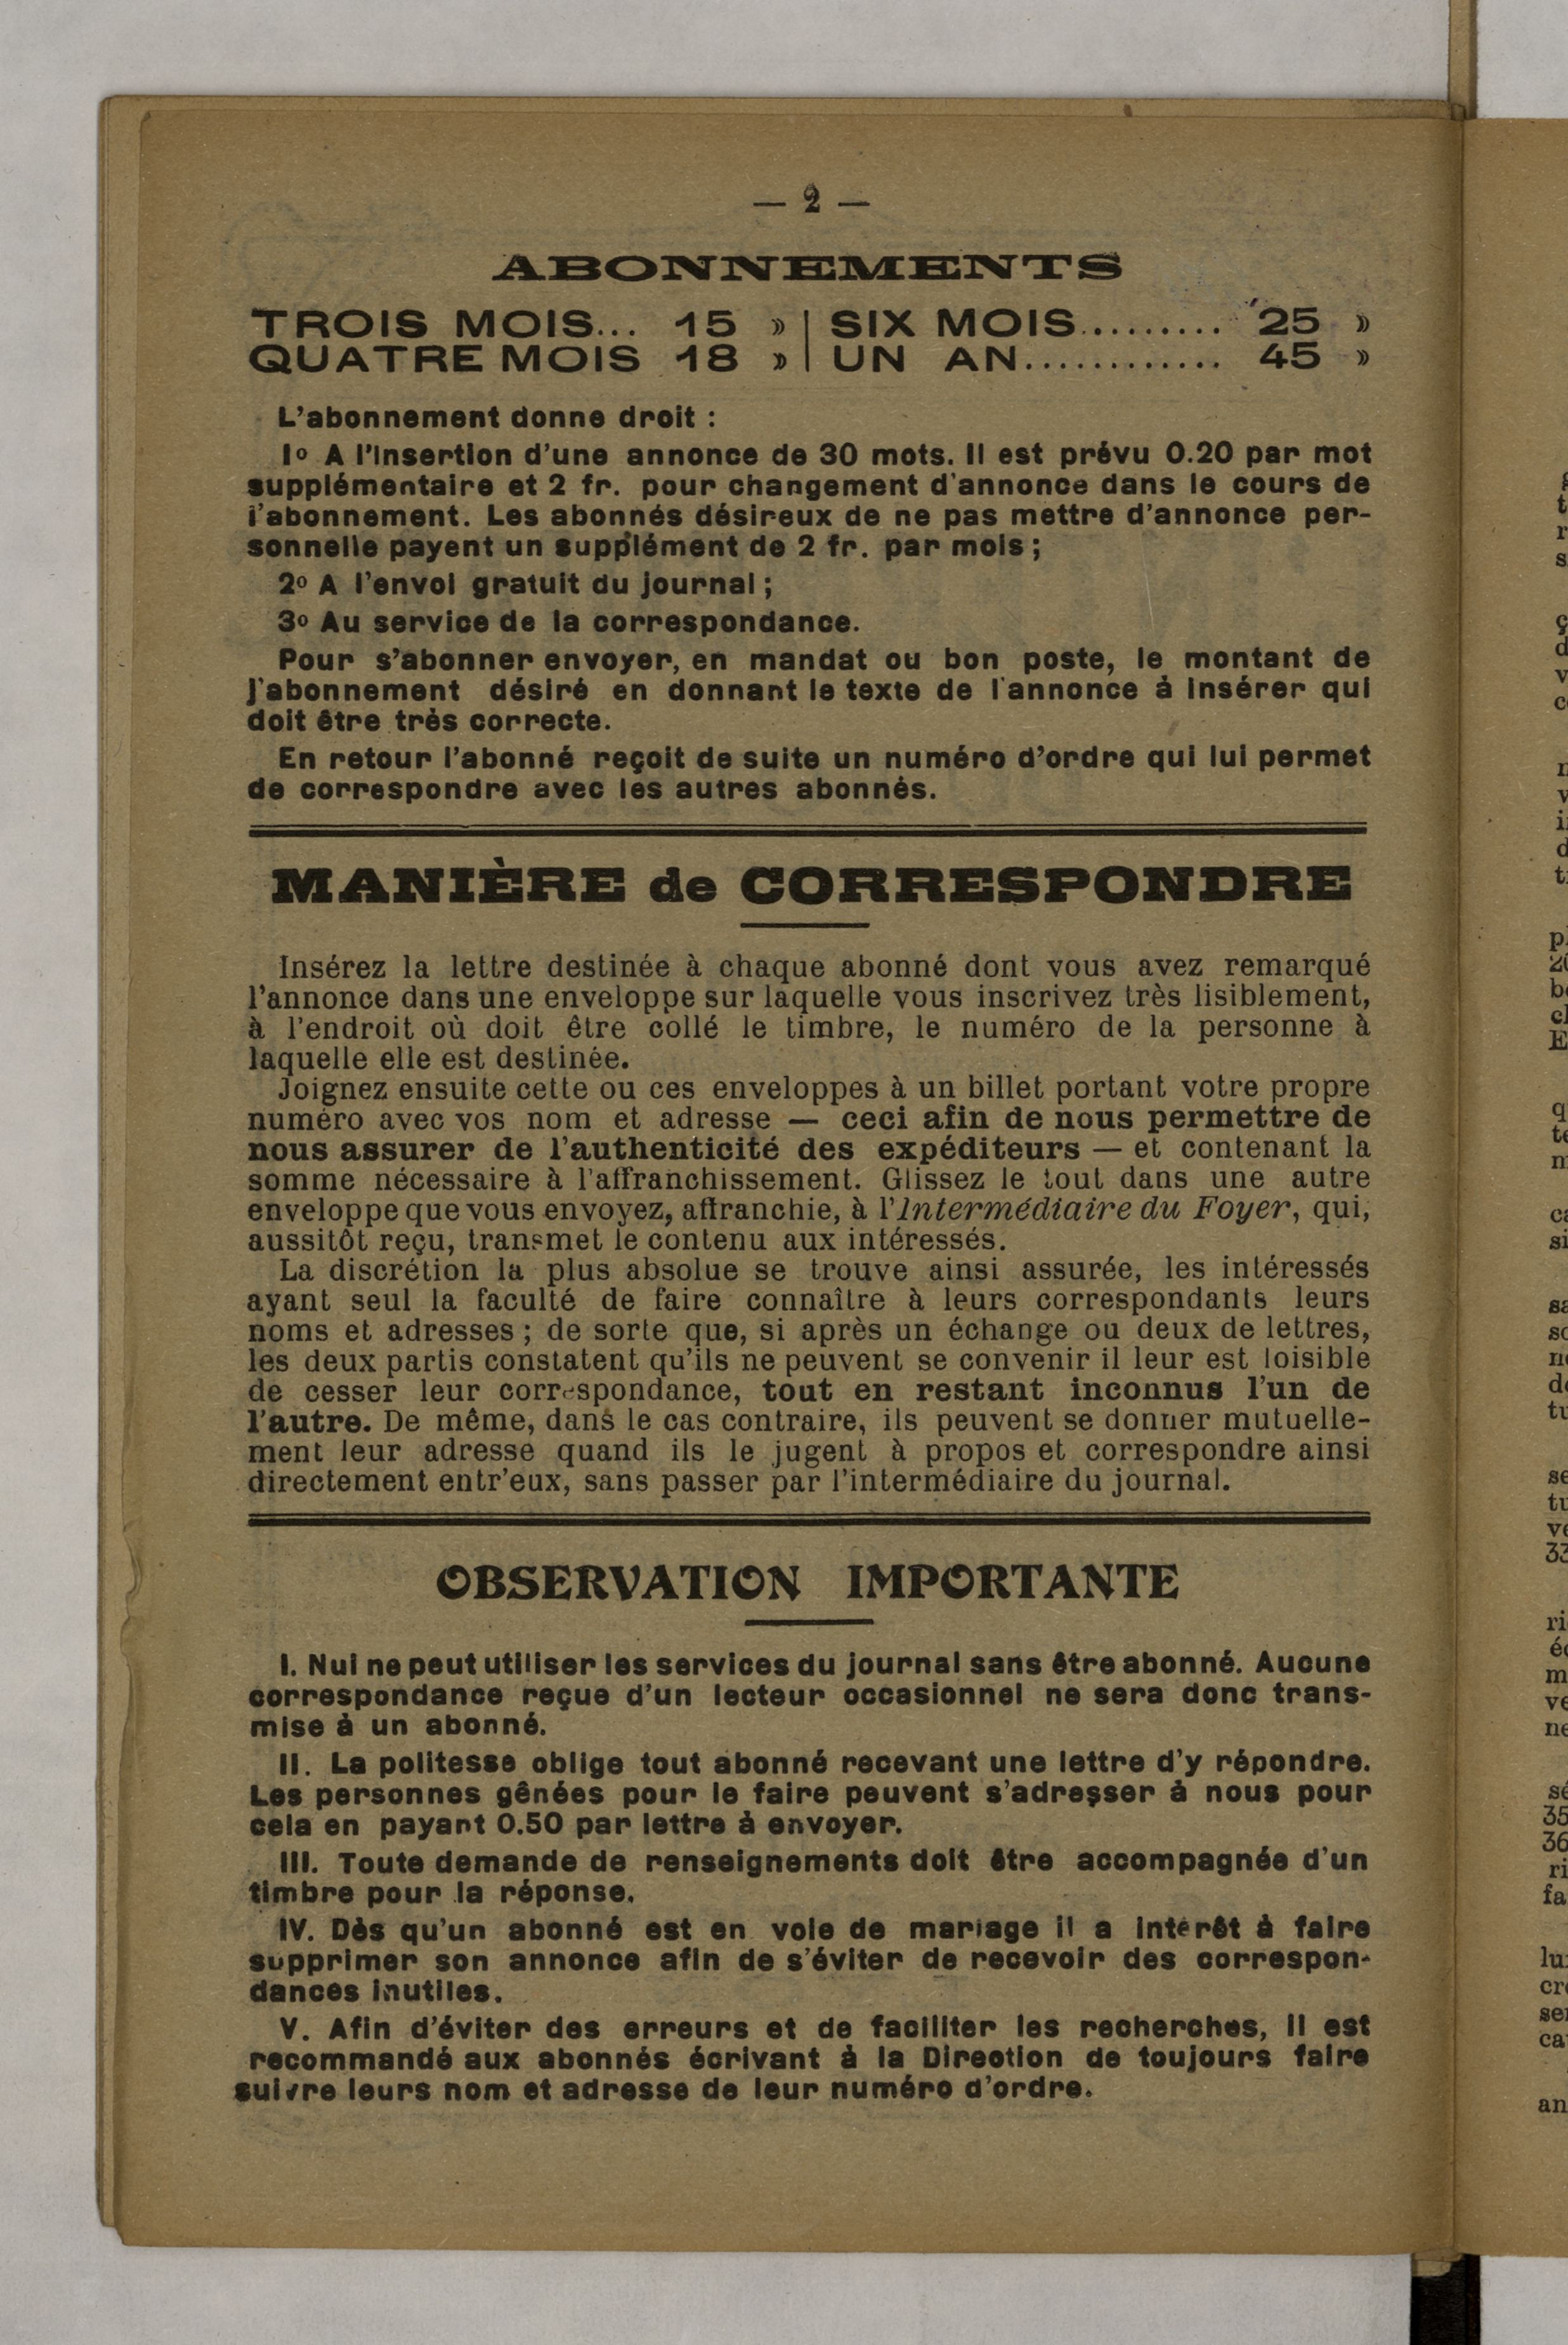 — 2 —
ABONNEMENTS
TROIS MOIS... 15 » | SIX MOIS......... 25 »
QUATRE MOIS 18 » | UN AN............. 45 »
L'abonnement donne droit :
1o A l'insertion d'une annonce de 30 mots. Il est prévu 0.20 par mot
supplémentaire et 2 fr. pour changement d'annonce dans le cours de
l'abonnement. Les abonnés désireux de ne pas mettre d'annonce per-
sonnelle payent un supplément de 2 fr. par mois ;
2o A l'envoi gratuit du journal ;
3o Au service de la correspondance.
Pour s'abonner envoyer, en mandat ou bon poste, le montant de
l'abonnement désiré en donnant le texte de l'annonce à insérer qui
doit être très correcte.
En retour l'abonné reçoit de suite un numéro d'ordre qui lui permet
de correspondre avec les autres abonnés.
MANIÈRE de CORRESPONDRE
Insérez la lettre destinée à chaque abonné dont vous avez remarqué
l'annonce dans une enveloppe sur laquelle vous inscrivez très lisiblement,
à l'endroit où doit être collé le timbre, le numéro de la personne à
laquelle elle est destinée.
Joignez ensuite cette ou ces enveloppes à un billet portant votre propre
numéro avec vos nom et adresse — ceci afin de nous permettre de
nous assurer de l'authenticité des expéditeurs — et contenant la
somme nécessaire à l'affranchissement. Glissez le tout dans une autre
enveloppe que vous envoyez, affranchie, à l'Intermédiaire du Foyer, qui,
aussitôt reçu, transmet le contenu aux intéressés.
La discrétion la plus absolue se trouve ainsi assurée, les intéressés
ayant seul la faculté de faire connaître à leurs correspondants leurs
noms et adresses ; de sorte que, si après un échange ou deux de lettres,
les deux partis constatent qu'ils ne peuvent se convenir il leur est loisible
de cesser leur correspondance, tout en restant inconnus l'un de
l'autre. De même, dans le cas contraire, ils peuvent se donner mutuelle-
ment leur adresse quand ils le jugent à propos et correspondre ainsi
directement entr'eux, sans passer par l'intermédiaire du journal.
OBSERVATION IMPORTANTE
I. Nul ne peut utiliser les services du journal sans être abonné. Aucune
correspondance reçue d'un lecteur occasionnel ne sera donc trans-
mise à un abonné.
II. La politesse oblige tout abonné recevant une lettre d'y répondre.
Les personnes gênées pour le faire peuvent s'adresser à nous pour
cela en payant 0.50 par lettre à envoyer.
III. Toute demande de renseignements doit être accompagnée d'un
timbre pour la réponse.
IV. Dès qu'un abonné est en voie de mariage il a intérêt à faire
supprimer son annonce afin de s'éviter de recevoir des correspon-
dances inutiles.
V. Afin d'éviter des erreurs et de faciliter les recherches, il est
recommandé aux abonnés écrivant à la Direction de toujours faire
suivre leurs nom et adresse de leur numéro d'ordre.